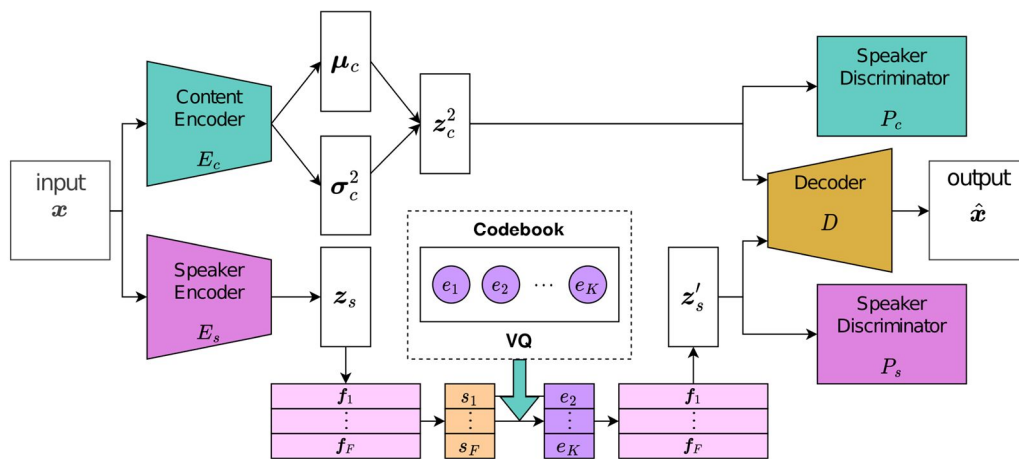 input
x
Content
Encoder
E_c
Speaker
Encoder
E_s
μ_c
σ_c^2
z_c^2
z_s
Codebook
e_1 e_2 ⋯ e_K
VQ
f_1
⋮
f_F
s_1
⋮
s_F
e_2
⋮
e_K
f_1
⋮
f_F
z_s′
Speaker
Discriminator
P_c
Decoder
D
output
x̂
Speaker
Discriminator
P_s